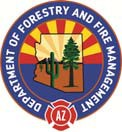 DEPARTMENT OF FORESTRY AND FIRE MANAGEMENT
AZ